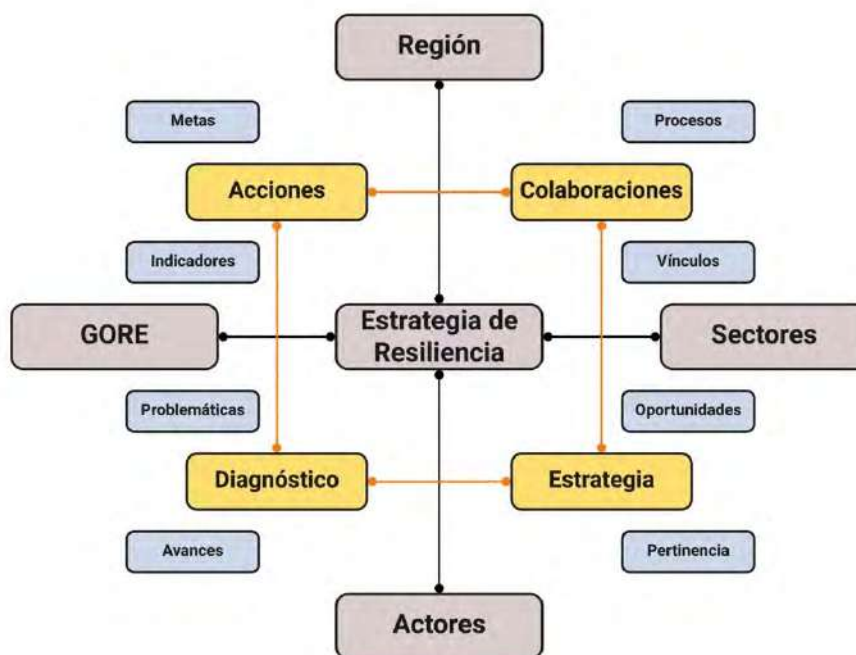 Región
Metas
Procesos
Acciones
Colaboraciones
Indicadores
Vínculos
GORE
Estrategia de
Resiliencia
Sectores
Problemáticas
Oportunidades
Diagnóstico
Estrategia
Avances
Pertinencia
Actores